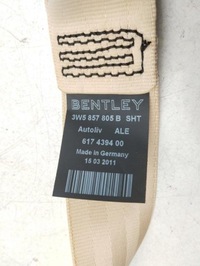 BENTLEY
3W5 857 805 B SHT
Autoliv ALE
617 4394 00
Made in Germany
15 03 2011